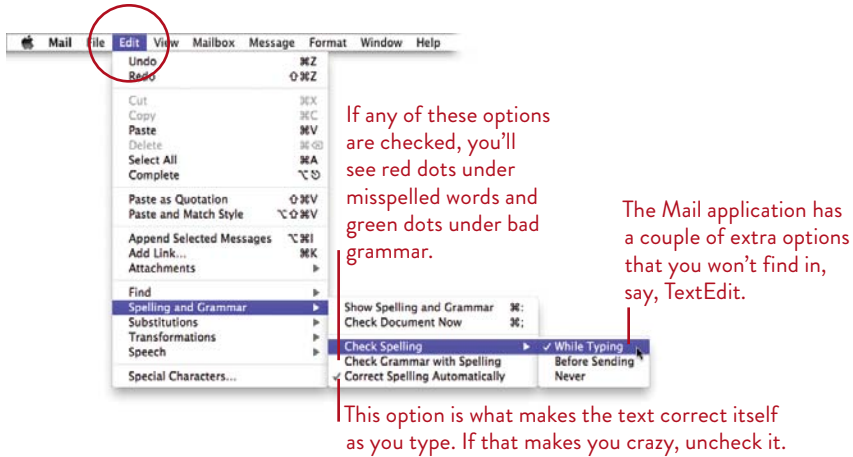 Mail File Edit View Mailbox Message Format Window Help
Undo ⌘Z
Redo ⇧⌘Z
Cut ⌘X
Copy ⌘C
Paste ⌘V
Delete ⌘⌫
Select All ⌘A
Complete ⌥⎋
Paste as Quotation ⇧⌘V
Paste and Match Style ⌥⇧⌘V
Append Selected Messages ⌥⌘I
Add Link... ⌘K
Attachments ▶
Find ▶
Spelling and Grammar ▶
Substitutions ▶
Transformations ▶
Speech ▶
Special Characters...
Show Spelling and Grammar ⌘:
Check Document Now ⌘;
Check Spelling ▶
Check Grammar with Spelling
✓ Correct Spelling Automatically
✓ While Typing
Before Sending
Never
If any of these options
are checked, you’ll
see red dots under
misspelled words and
green dots under bad
grammar.
The Mail application has
a couple of extra options
that you won’t find in,
say, TextEdit.
This option is what makes the text correct itself
as you type. If that makes you crazy, uncheck it.